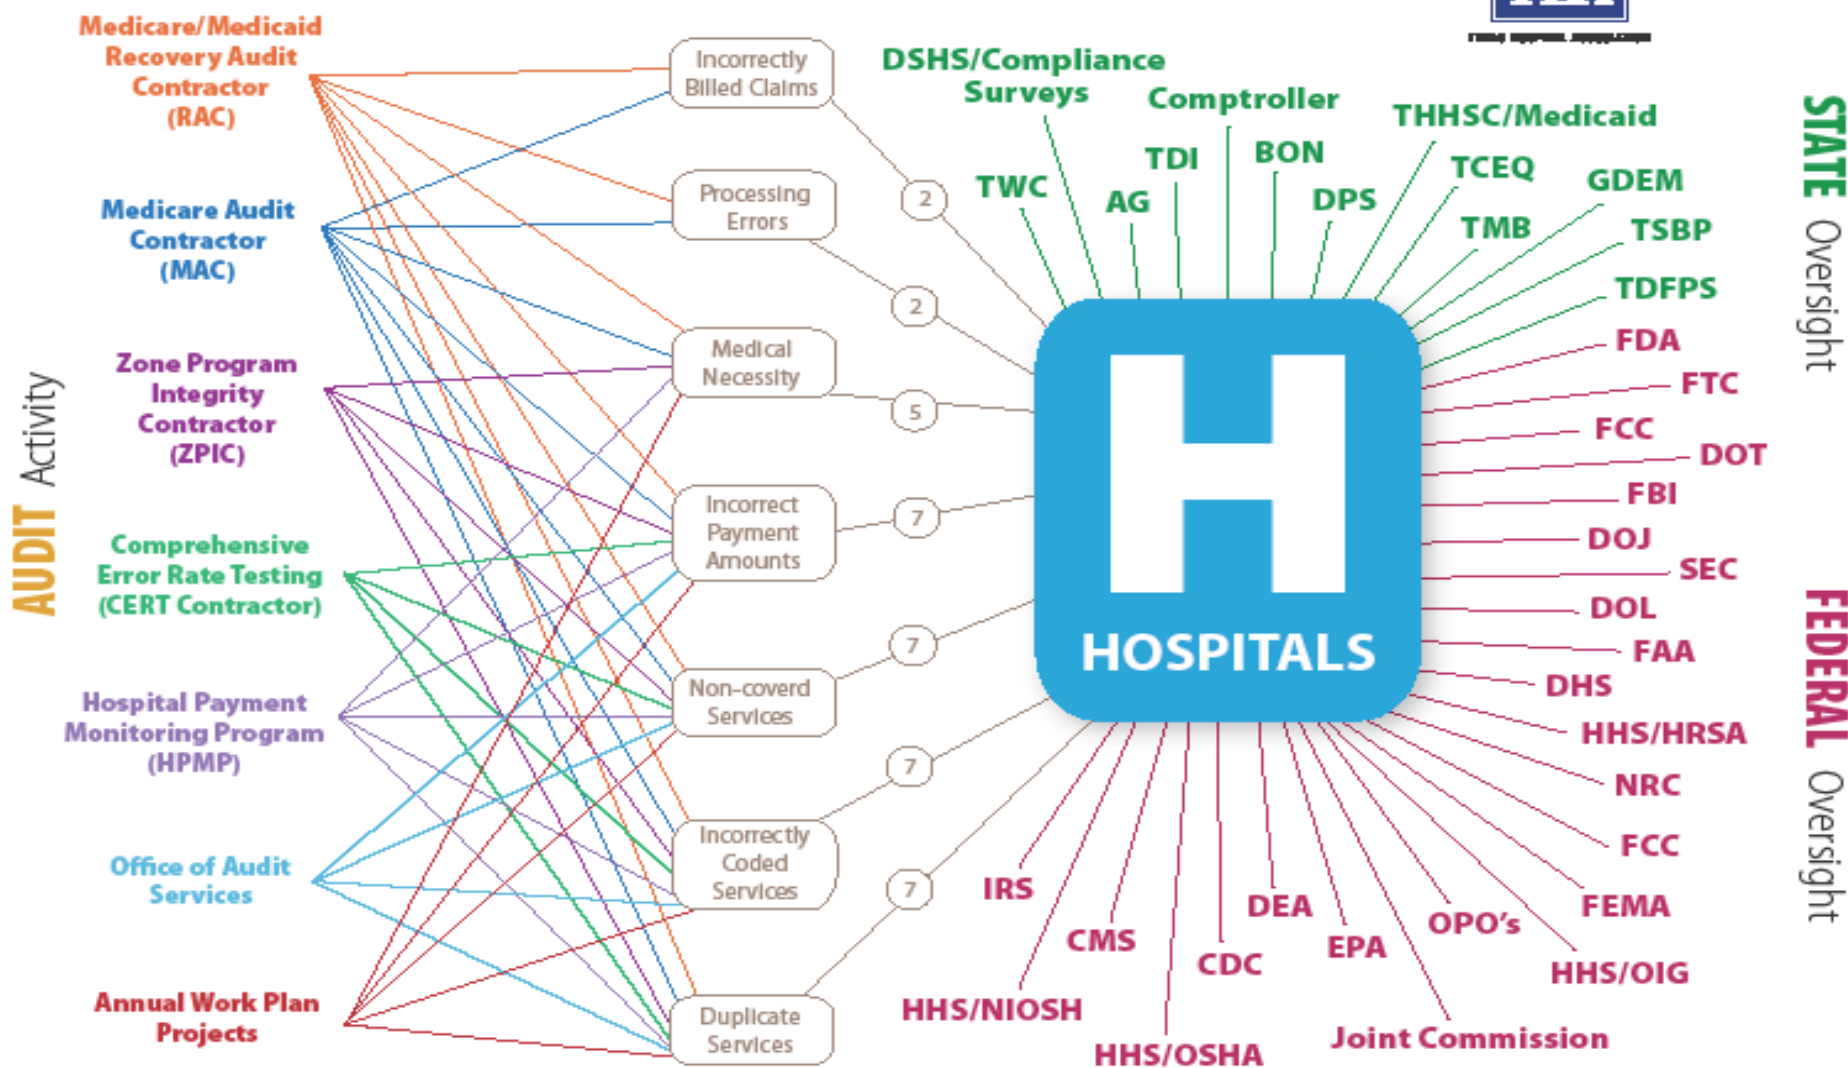 Medicare/Medicaid
Recovery Audit
Contractor
(RAC)
Medicare Audit
Contractor
(MAC)
Zone Program
Integrity
Contractor
(ZPIC)
Comprehensive
Error Rate Testing
(CERT Contractor)
Hospital Payment
Monitoring Program
(HPMP)
Office of Audit
Services
Annual Work Plan
Projects
AUDIT Activity
Incorrectly
Billed Claims
Processing
Errors
Medical
Necessity
Incorrect
Payment
Amounts
Non-coverd
Services
Incorrectly
Coded
Services
Duplicate
Services
2
2
5
7
7
7
7
H
HOSPITALS
DSHS/Compliance
Surveys
Comptroller
THHSC/Medicaid
TWC
AG
TDI
BON
DPS
TCEQ
GDEM
TMB
TSBP
TDFPS
STATE Oversight
FDA
FTC
FCC
DOT
FBI
DOJ
SEC
DOL
FAA
DHS
HHS/HRSA
NRC
FCC
FEMA
HHS/OIG
OPO's
Joint Commission
EPA
DEA
CDC
HHS/OSHA
CMS
HHS/NIOSH
IRS
FEDERAL Oversight